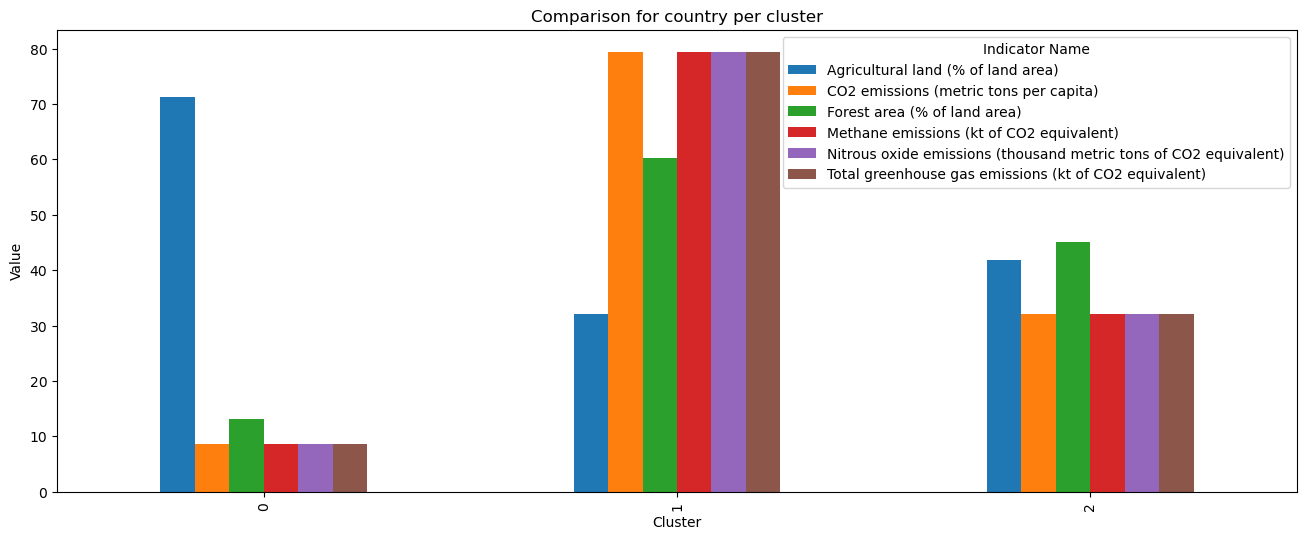 Comparison for country per cluster
Value
80
70
60
50
40
30
20
10
0
Indicator Name
Agricultural land (% of land area)
CO2 emissions (metric tons per capita)
Forest area (% of land area)
Methane emissions (kt of CO2 equivalent)
Nitrous oxide emissions (thousand metric tons of CO2 equivalent)
Total greenhouse gas emissions (kt of CO2 equivalent)
0
1
2
Cluster